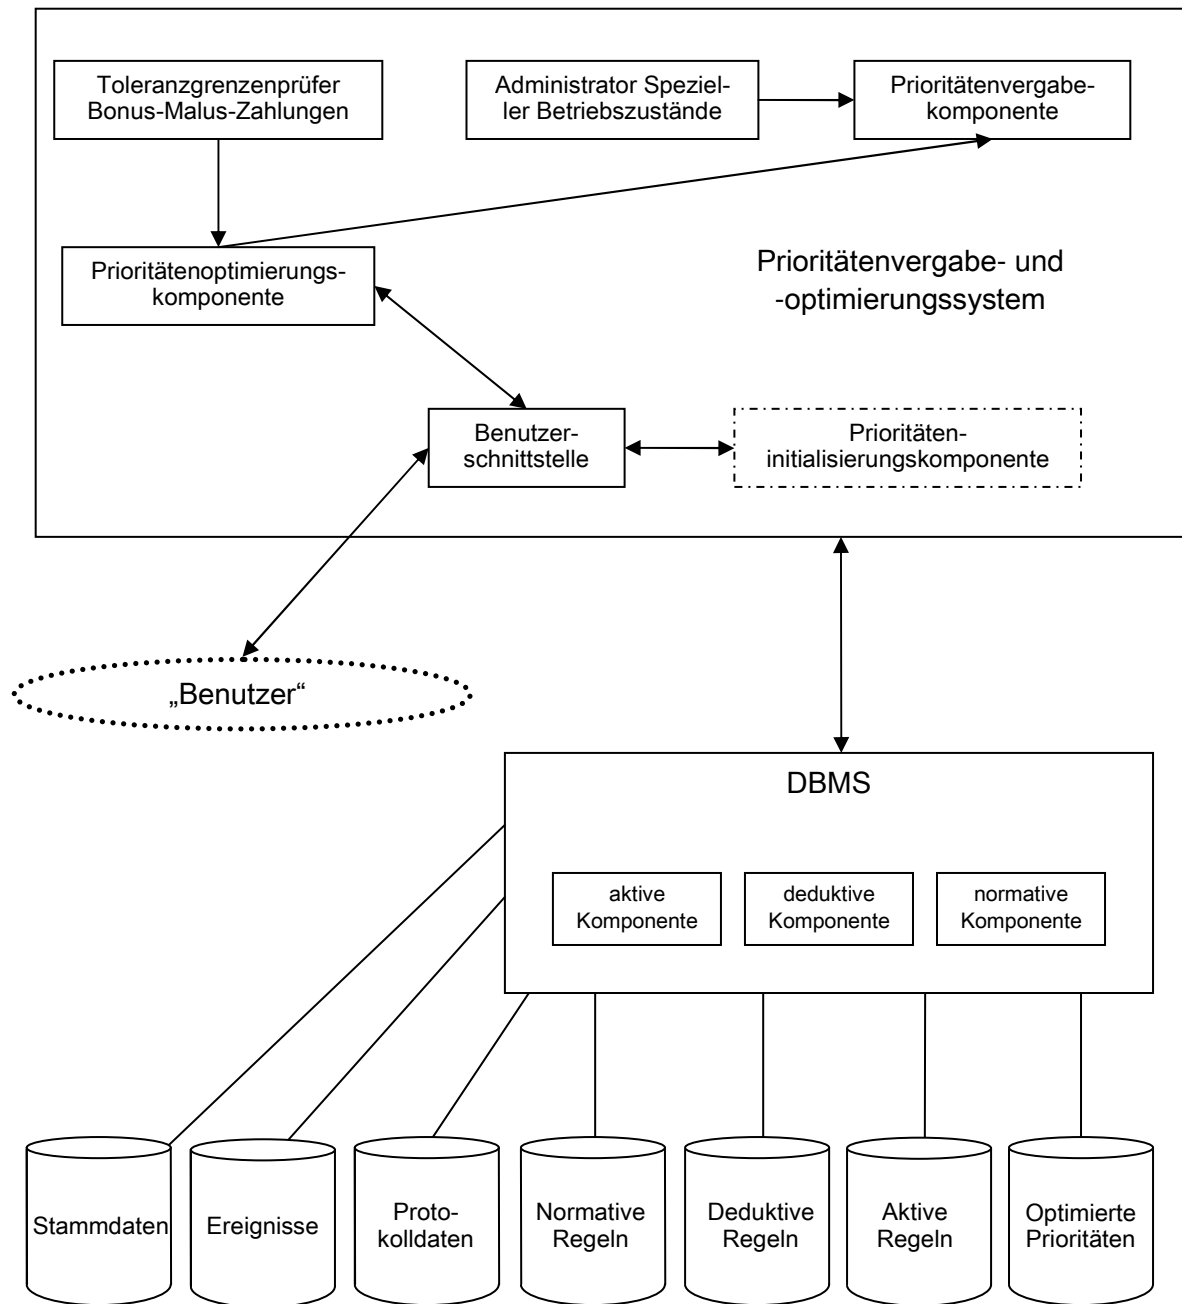 Toleranzgrenzenprüfer
Bonus-Malus-Zahlungen
Administrator Speziel-
ler Betriebszustände
Prioritätenvergabe-
komponente
Prioritätenoptimierungs-
komponente
Prioritätenvergabe- und
-optimierungssystem
Benutzer-
schnittstelle
Prioritäten-
initialisierungskomponente
„Benutzer“
DBMS
aktive
Komponente
deduktive
Komponente
normative
Komponente
Stammdaten
Ereignisse
Proto-
kolldaten
Normative
Regeln
Deduktive
Regeln
Aktive
Regeln
Optimierte
Prioritäten